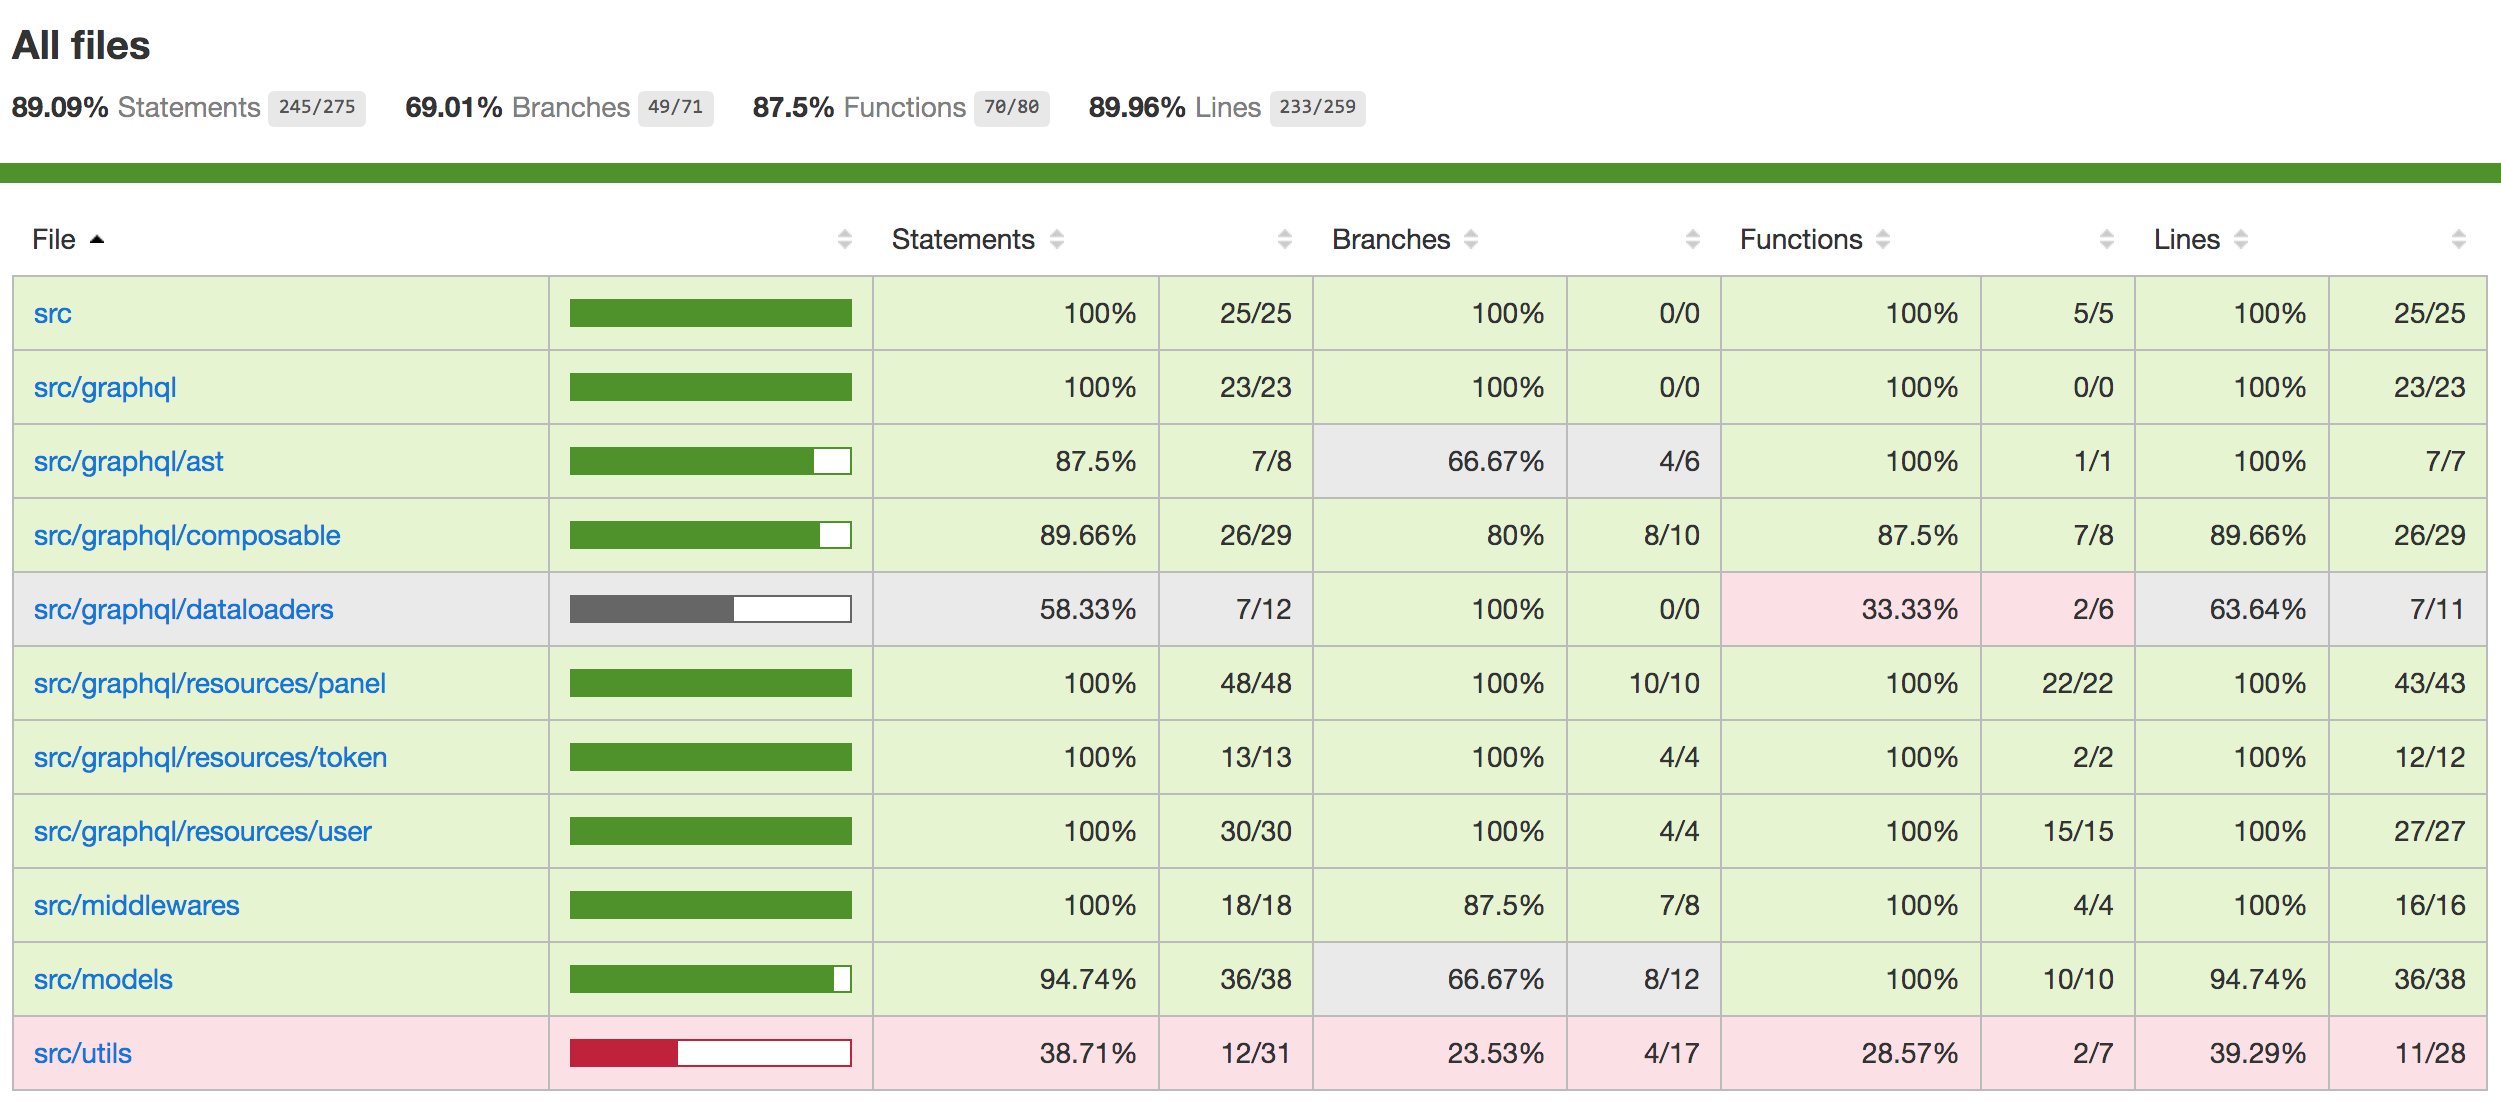 All files
89.09% Statements 245/275 69.01% Branches 49/71 87.5% Functions 70/80 89.96% Lines 233/259
File Statements Branches Functions Lines
src 100% 25/25 100% 0/0 100% 5/5 100% 25/25
src/graphql 100% 23/23 100% 0/0 100% 0/0 100% 23/23
src/graphql/ast 87.5% 7/8 66.67% 4/6 100% 1/1 100% 7/7
src/graphql/composable 89.66% 26/29 80% 8/10 87.5% 7/8 89.66% 26/29
src/graphql/dataloaders 58.33% 7/12 100% 0/0 33.33% 2/6 63.64% 7/11
src/graphql/resources/panel 100% 48/48 100% 10/10 100% 22/22 100% 43/43
src/graphql/resources/token 100% 13/13 100% 4/4 100% 2/2 100% 12/12
src/graphql/resources/user 100% 30/30 100% 4/4 100% 15/15 100% 27/27
src/middlewares 100% 18/18 87.5% 7/8 100% 4/4 100% 16/16
src/models 94.74% 36/38 66.67% 8/12 100% 10/10 94.74% 36/38
src/utils 38.71% 12/31 23.53% 4/17 28.57% 2/7 39.29% 11/28